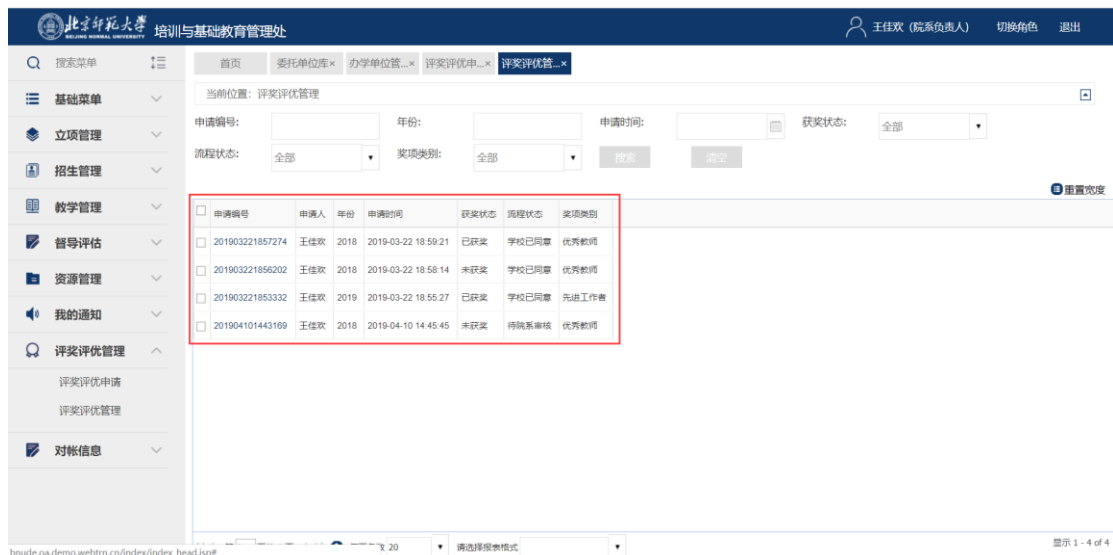 北京师范大学 培训与基础教育管理处 王佳欢（院系负责人） 切换角色 退出
BEIJING NORMAL UNIVERSITY
搜索菜单
基础菜单
立项管理
招生管理
教学管理
督导评估
资源管理
我的通知
评奖评优管理
评奖评优申请
评奖评优管理
对帐信息
首页 委托单位库× 办学单位管...× 评奖评优申...× 评奖评优管...×
当前位置：评奖评优管理
申请编号: 年份: 申请时间: 获奖状态: 全部
流程状态: 全部 奖项类别: 全部 搜索 清空
重置宽度
申请编号 申请人 年份 申请时间 获奖状态 流程状态 奖项类别
201903221857274 王佳欢 2018 2019-03-22 18:59:21 已获奖 学校已同意 优秀教师
201903221856202 王佳欢 2018 2019-03-22 18:58:14 未获奖 学校已同意 优秀教师
201903221853332 王佳欢 2019 2019-03-22 18:55:27 已获奖 学校已同意 先进工作者
201904101443169 王佳欢 2018 2019-04-10 14:45:45 未获奖 待院系审核 优秀教师
20 请选择报表格式 显示 1 - 4 of 4
bnude.oa.demo.webtrn.cn/index/index_head.jsp#